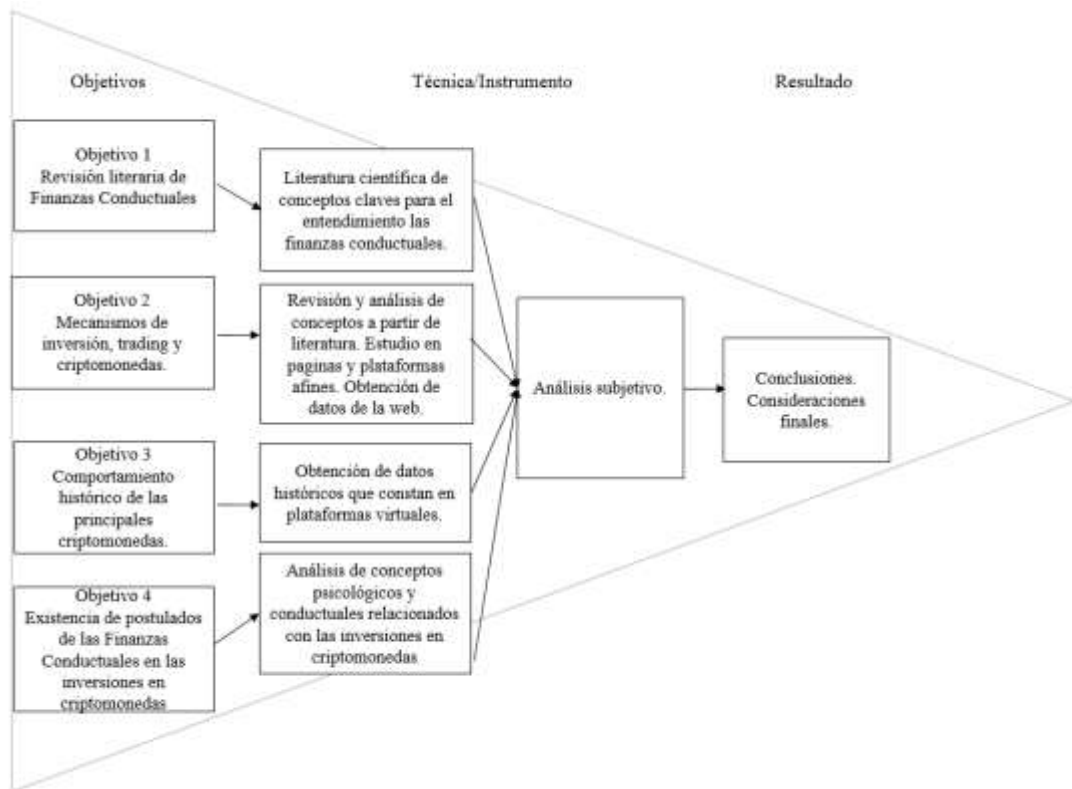 Objetivos
Técnica/Instrumento
Resultado
Objetivo 1
Revisión literaria de
Finanzas Conductuales
Literatura científica de
conceptos claves para el
entendimiento las
finanzas conductuales.
Objetivo 2
Mecanismos de
inversión, trading y
criptomonedas.
Revisión y análisis de
conceptos a partir de
literatura. Estudio en
paginas y plataformas
afines. Obtención de
datos de la web.
Objetivo 3
Comportamiento
histórico de las
principales
criptomonedas.
Obtención de datos
históricos que constan en
plataformas virtuales.
Objetivo 4
Existencia de postulados
de las Finanzas
Conductuales en las
inversiones en
criptomonedas
Análisis de conceptos
psicológicos y
conductuales relacionados
con las inversiones en
criptomonedas
Análisis subjetivo.
Conclusiones.
Consideraciones
finales.